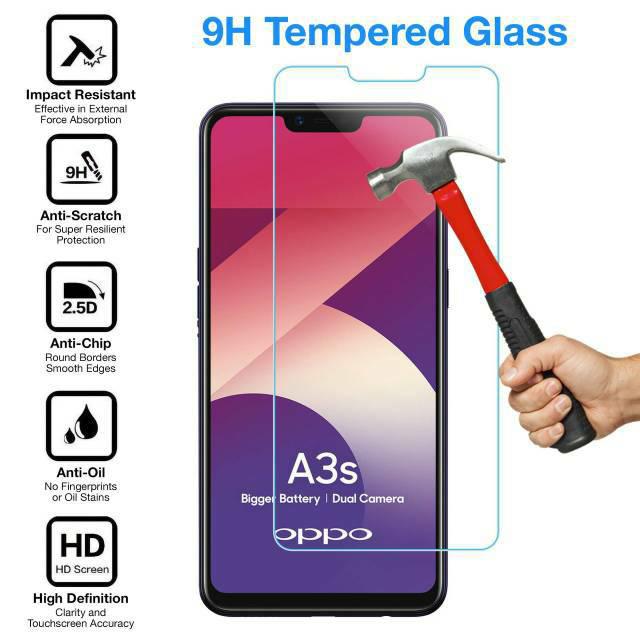 9H Tempered Glass
Impact Resistant
Effective in External
Force Absorption
9H
Anti-Scratch
For Super Resilient
Protection
2.5D
Anti-Chip
Round Borders
Smooth Edges
Anti-Oil
No Fingerprints
or Oil Stains
HD
HD Screen
High Definition
Clarity and
Touchscreen Accuracy
A3s
Bigger Battery | Dual Camera
oppo